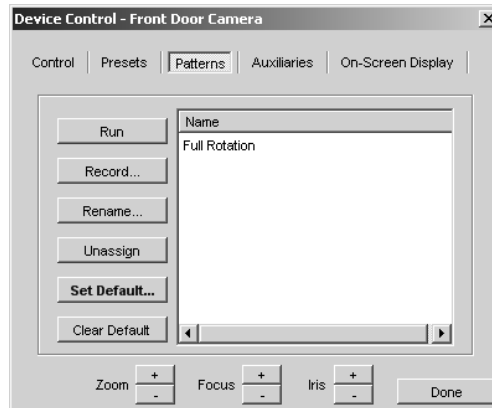 Device Control - Front Door Camera
Control Presets Patterns Auxiliaries On-Screen Display
Run
Record...
Rename...
Unassign
Set Default...
Clear Default
Name
Full Rotation
Zoom + - Focus + - Iris + -
Done